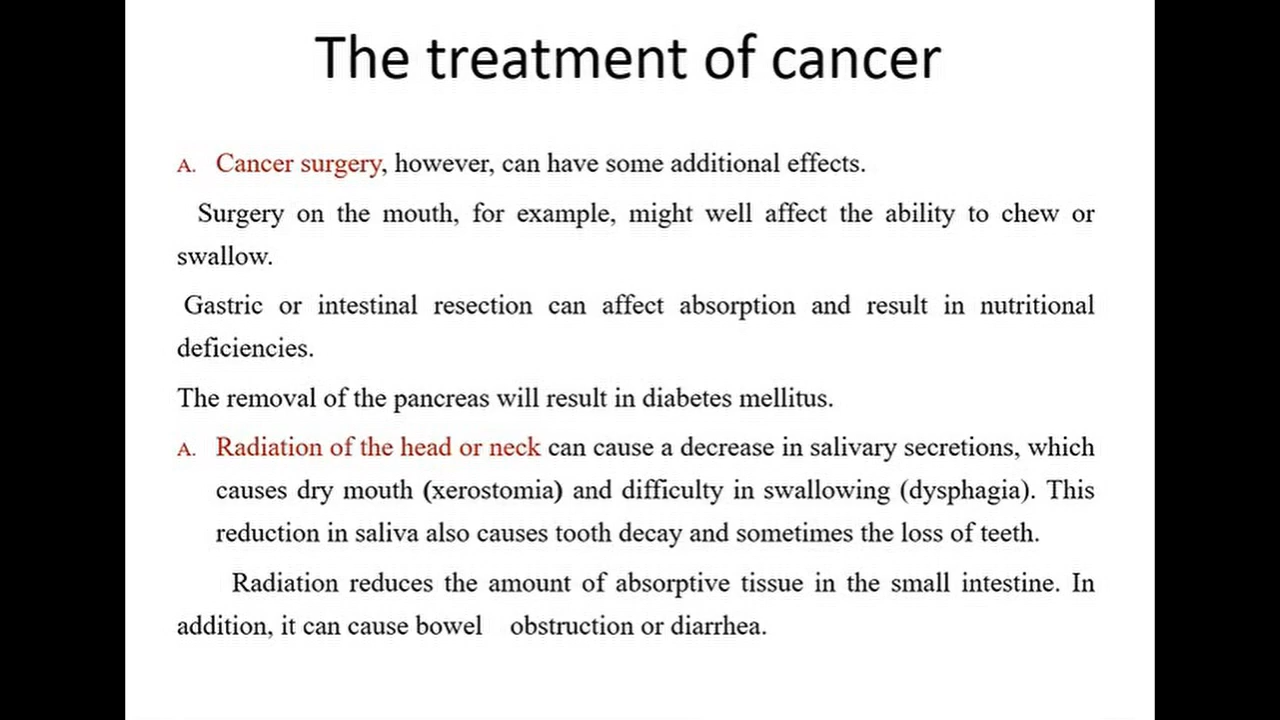 The treatment of cancer
A. Cancer surgery, however, can have some additional effects.
Surgery on the mouth, for example, might well affect the ability to chew or
swallow.
Gastric or intestinal resection can affect absorption and result in nutritional
deficiencies.
The removal of the pancreas will result in diabetes mellitus.
A. Radiation of the head or neck can cause a decrease in salivary secretions, which
causes dry mouth (xerostomia) and difficulty in swallowing (dysphagia). This
reduction in saliva also causes tooth decay and sometimes the loss of teeth.
Radiation reduces the amount of absorptive tissue in the small intestine. In
addition, it can cause bowel obstruction or diarrhea.